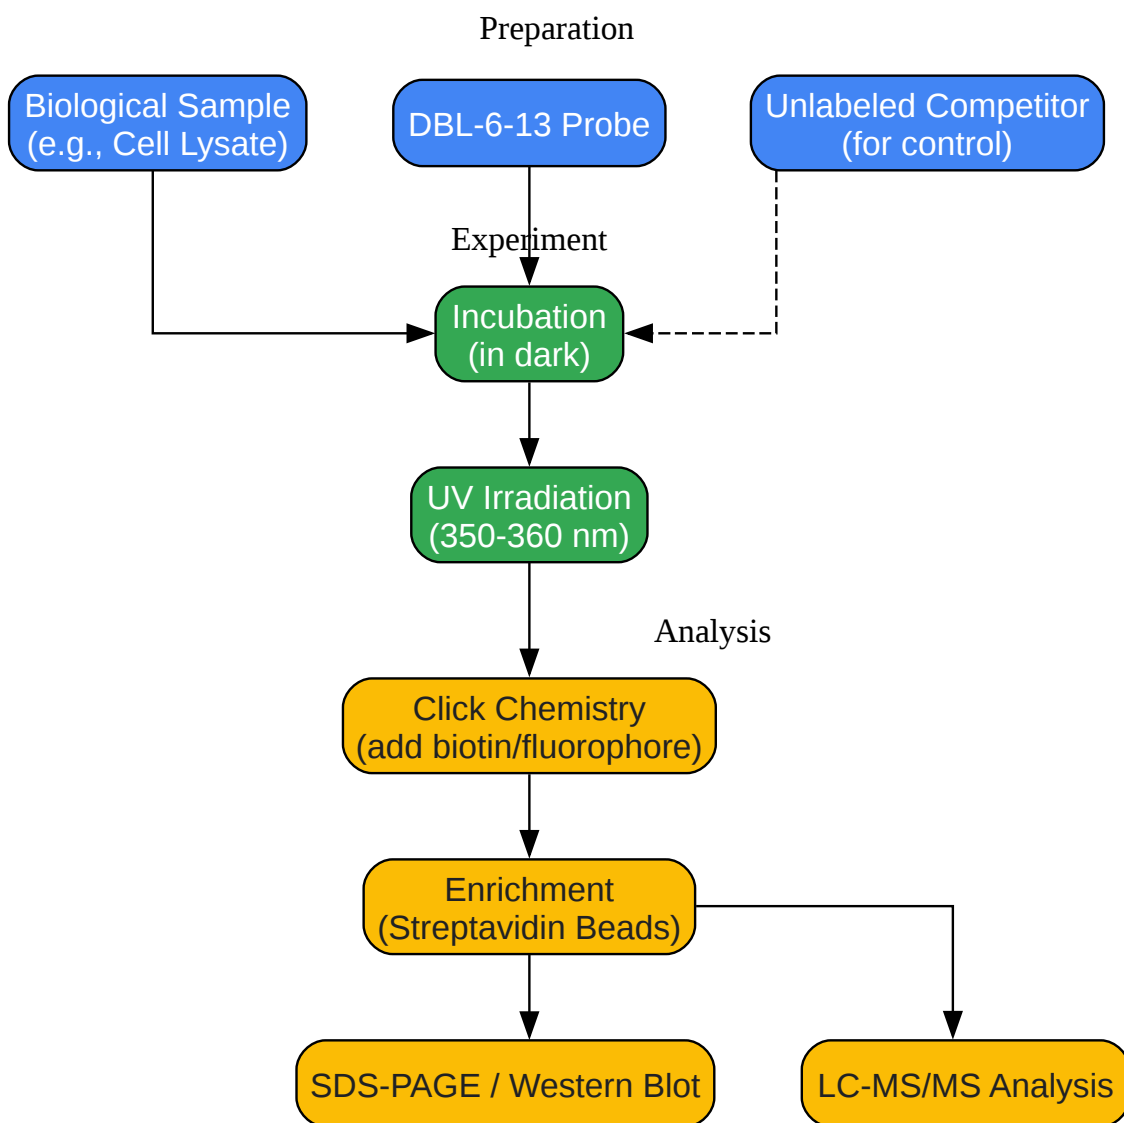 Preparation
Biological Sample
(e.g., Cell Lysate)
DBL-6-13 Probe
Unlabeled Competitor
(for control)
Experiment
Incubation
(in dark)
UV Irradiation
(350-360 nm)
Analysis
Click Chemistry
(add biotin/fluorophore)
Enrichment
(Streptavidin Beads)
SDS-PAGE / Western Blot
LC-MS/MS Analysis